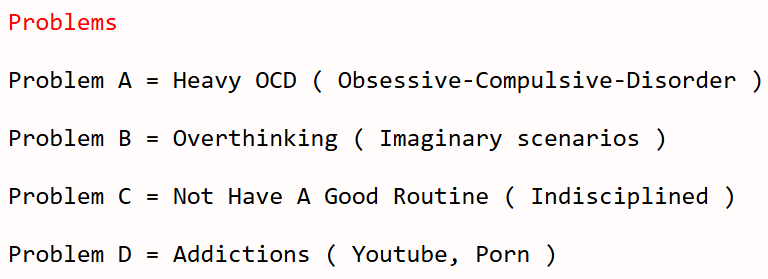 Problems
Problem A = Heavy OCD ( Obsessive-Compulsive-Disorder )
Problem B = Overthinking ( Imaginary scenarios )
Problem C = Not Have A Good Routine ( Indisciplined )
Problem D = Addictions ( Youtube, Porn )